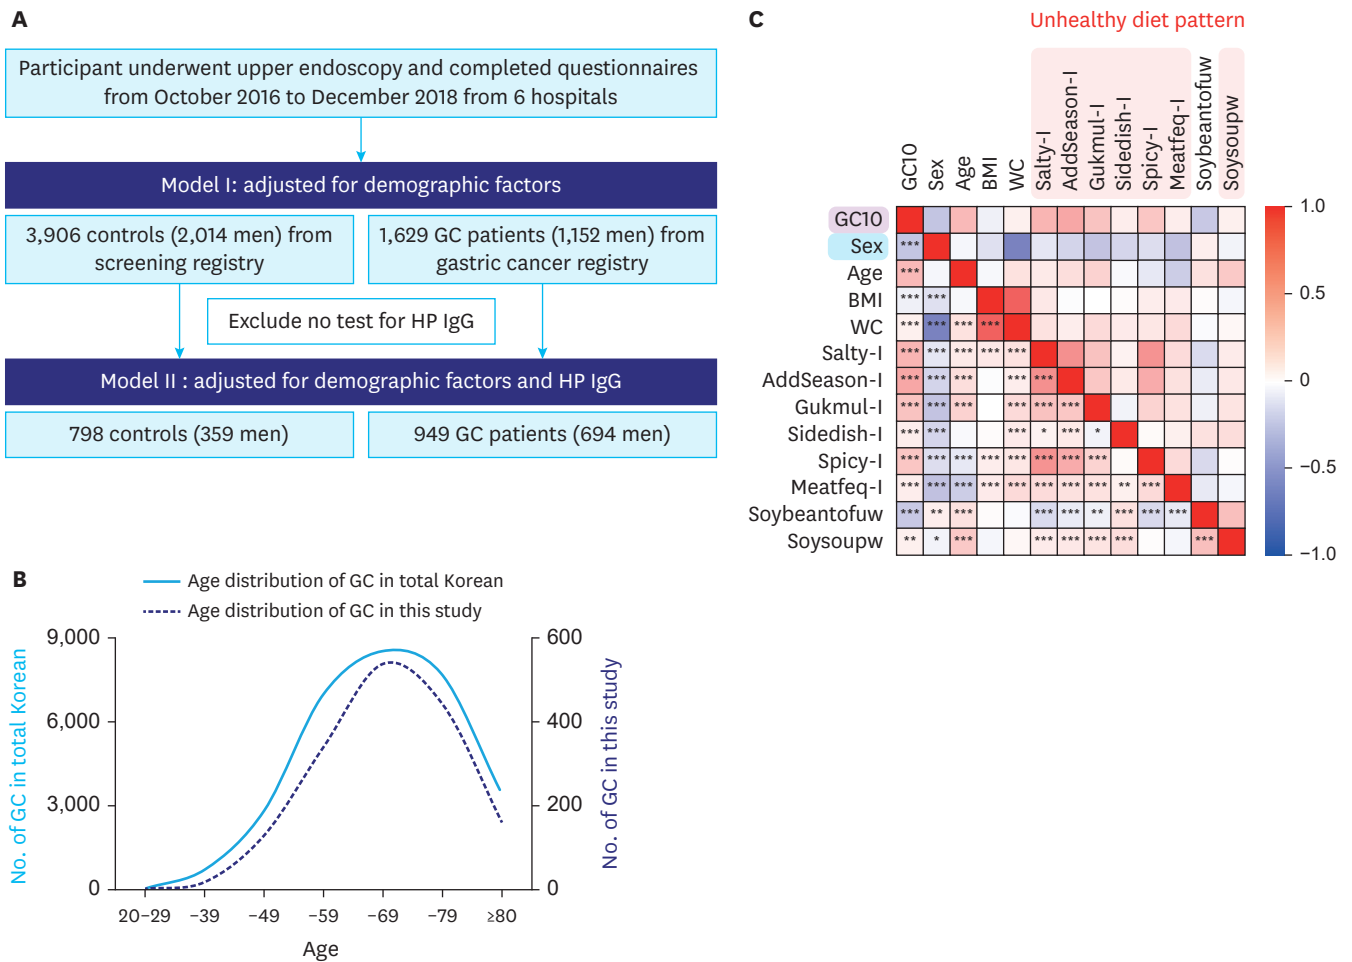 A
Participant underwent upper endoscopy and completed questionnaires
from October 2016 to December 2018 from 6 hospitals
Model I: adjusted for demographic factors
3,906 controls (2,014 men) from
screening registry
1,629 GC patients (1,152 men) from
gastric cancer registry
Exclude no test for HP IgG
Model II : adjusted for demographic factors and HP IgG
798 controls (359 men)
949 GC patients (694 men)
B
Age distribution of GC in total Korean
Age distribution of GC in this study
No. of GC in total Korean
9,000
6,000
3,000
0
600
400
200
0
No. of GC in this study
20–29
–39
–49
–59
–69
–79
≥80
Age
C
Unhealthy diet pattern
GC10
Sex
Age
BMI
WC
Salty-I
AddSeason-I
Gukmul-I
Sidedish-I
Spicy-I
Meatfeq-I
Soybeantofuw
Soysoupw
GC10
Sex ***
Age ***
BMI *** ***
WC *** *** *** ***
Salty-I *** *** *** *** ***
AddSeason-I *** *** *** *** ***
Gukmul-I *** *** *** *** *** ***
Sidedish-I *** *** *** * *** *
Spicy-I *** *** *** *** *** *** *** ***
Meatfeq-I *** *** *** *** *** *** *** *** ** ***
Soybeantofuw *** ** *** *** *** ** *** *** ***
Soysoupw ** * *** *** *** *** *** ***
1.0
0.5
0
−0.5
−1.0